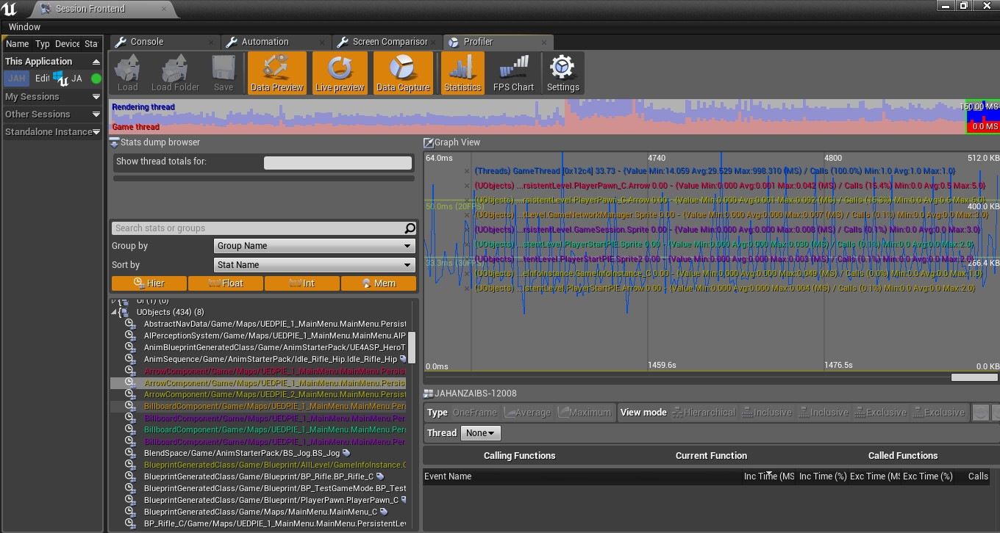 Session Frontend
Window
Name Typ Device Sta
This Application
JAH Edit JA
My Sessions
Other Sessions
Standalone Instance
Console
Automation
Screen Comparison
Profiler
Load
Load Folder
Save
Data Preview
Live preview
Data Capture
Statistics
FPS Chart
Settings
Rendering thread
150.00 MS
Game thread
0.0 MS
Stats dump browser
Show thread totals for:
Search stats or groups
Group by
Group Name
Sort by
Stat Name
Hier
Float
Int
Mem
UI (1) (0)
UObjects (434) (8)
AbstractNavData/Game/Maps/UEDPIE_1_MainMenu.MainMenu.Persist
AIPerceptionSystem/Game/Maps/UEDPIE_1_MainMenu.MainMenu.AIP
AnimBlueprintGeneratedClass/Game/AnimStarterPack/UE4ASP_HeroT
AnimSequence/Game/AnimStarterPack/Idle_Rifle_Hip.Idle_Rifle_Hip
ArrowComponent/Game/Maps/UEDPIE_1_MainMenu.MainMenu.Persis
ArrowComponent/Game/Maps/UEDPIE_1_MainMenu.MainMenu.Persis
ArrowComponent/Game/Maps/UEDPIE_2_MainMenu.MainMenu.Persist
BillboardComponent/Game/Maps/UEDPIE_1_MainMenu.MainMenu.Per
BillboardComponent/Game/Maps/UEDPIE_1_MainMenu.MainMenu.Per
BillboardComponent/Game/Maps/UEDPIE_1_MainMenu.MainMenu.Per
BillboardComponent/Game/Maps/UEDPIE_1_MainMenu.MainMenu.Per
BlendSpace/Game/AnimStarterPack/BS_Jog.BS_Jog
BlueprintGeneratedClass/Game/Blueprint/AllLevel/GameInfoInstance.G
BlueprintGeneratedClass/Game/Blueprint/BP_Rifle.BP_Rifle_C
BlueprintGeneratedClass/Game/Blueprint/BP_TestGameMode.BP_Test
BlueprintGeneratedClass/Game/Blueprint/PlayerPawn.PlayerPawn_C
BlueprintGeneratedClass/Game/Maps/MainMenu.MainMenu_C
BP_Rifle_C/Game/Maps/UEDPIE_1_MainMenu.MainMenu.PersistentLev
Graph View
64.0ms 4740 4800 512.0 KB
(Threads) GameThread [0x12c4] 33.73 - {Value Min:14.059 Avg:29.529 Max:998.310 (MS) / Calls (100.0%) Min:1.0 Avg:1.0 Max:1.0}
(UObjects) ...rsistentLevel.PlayerPawn_C.Arrow 0.00 - {Value Min:0.000 Avg:0.001 Max:0.042 (MS) / Calls (15.4%) Min:0.0 Avg:0.5 Max:5.0}
(UObjects) ...rsistentLevel.PlayerPawn_C.Arrow 0.00 - {Value Min:0.000 Avg:0.001 Max:0.092 (MS) / Calls (15.3%) Min:0.0 Avg:0.5 Max:6.0}
50.0ms (20FPS) 400.0 KB
(UObjects) ...tLevel.GameNetworkManager.Sprite 0.00 - {Value Min:0.000 Avg:0.000 Max:0.007 (MS) / Calls (0.1%) Min:0.0 Avg:0.0 Max:3.0}
(UObjects) ...rsistentLevel.GameSession.Sprite 0.00 - {Value Min:0.000 Avg:0.000 Max:0.008 (MS) / Calls (0.1%) Min:0.0 Avg:0.0 Max:3.0}
(UObjects) ...stentLevel.PlayerStartPIE.Sprite 0.00 - {Value Min:0.000 Avg:0.000 Max:0.030 (MS) / Calls (0.1%) Min:0.0 Avg:0.0 Max:2.0}
(UObjects) ...tentLevel.PlayerStartPIE.Sprite2 0.00 - {Value Min:0.000 Avg:0.000 Max:0.003 (MS) / Calls (0.1%) Min:0.0 Avg:0.0 Max:2.0}
33.3ms (30FPS) 266.4 KB
(UObjects) ...eInfoInstance.GameInfoInstance_C 0.00 - {Value Min:0.000 Avg:0.000 Max:0.049 (MS) / Calls (0.0%) Min:0.0 Avg:0.0 Max:1.0}
(UObjects) ...istentLevel.PlayerStartPIE.Arrow 0.00 - {Value Min:0.000 Avg:0.000 Max:0.004 (MS) / Calls (0.1%) Min:0.0 Avg:0.0 Max:2.0}
0.0ms 1459.6s 1476.5s 0.0 KB
JAHANZAIBS-12008
Type OneFrame Average Maximum View mode Hierarchical Inclusive Inclusive Exclusive Exclusive
Thread None
Calling Functions Current Function Called Functions
Event Name Inc Time (MS Inc Time (%) Exc Time (MS Exc Time (%) Calls